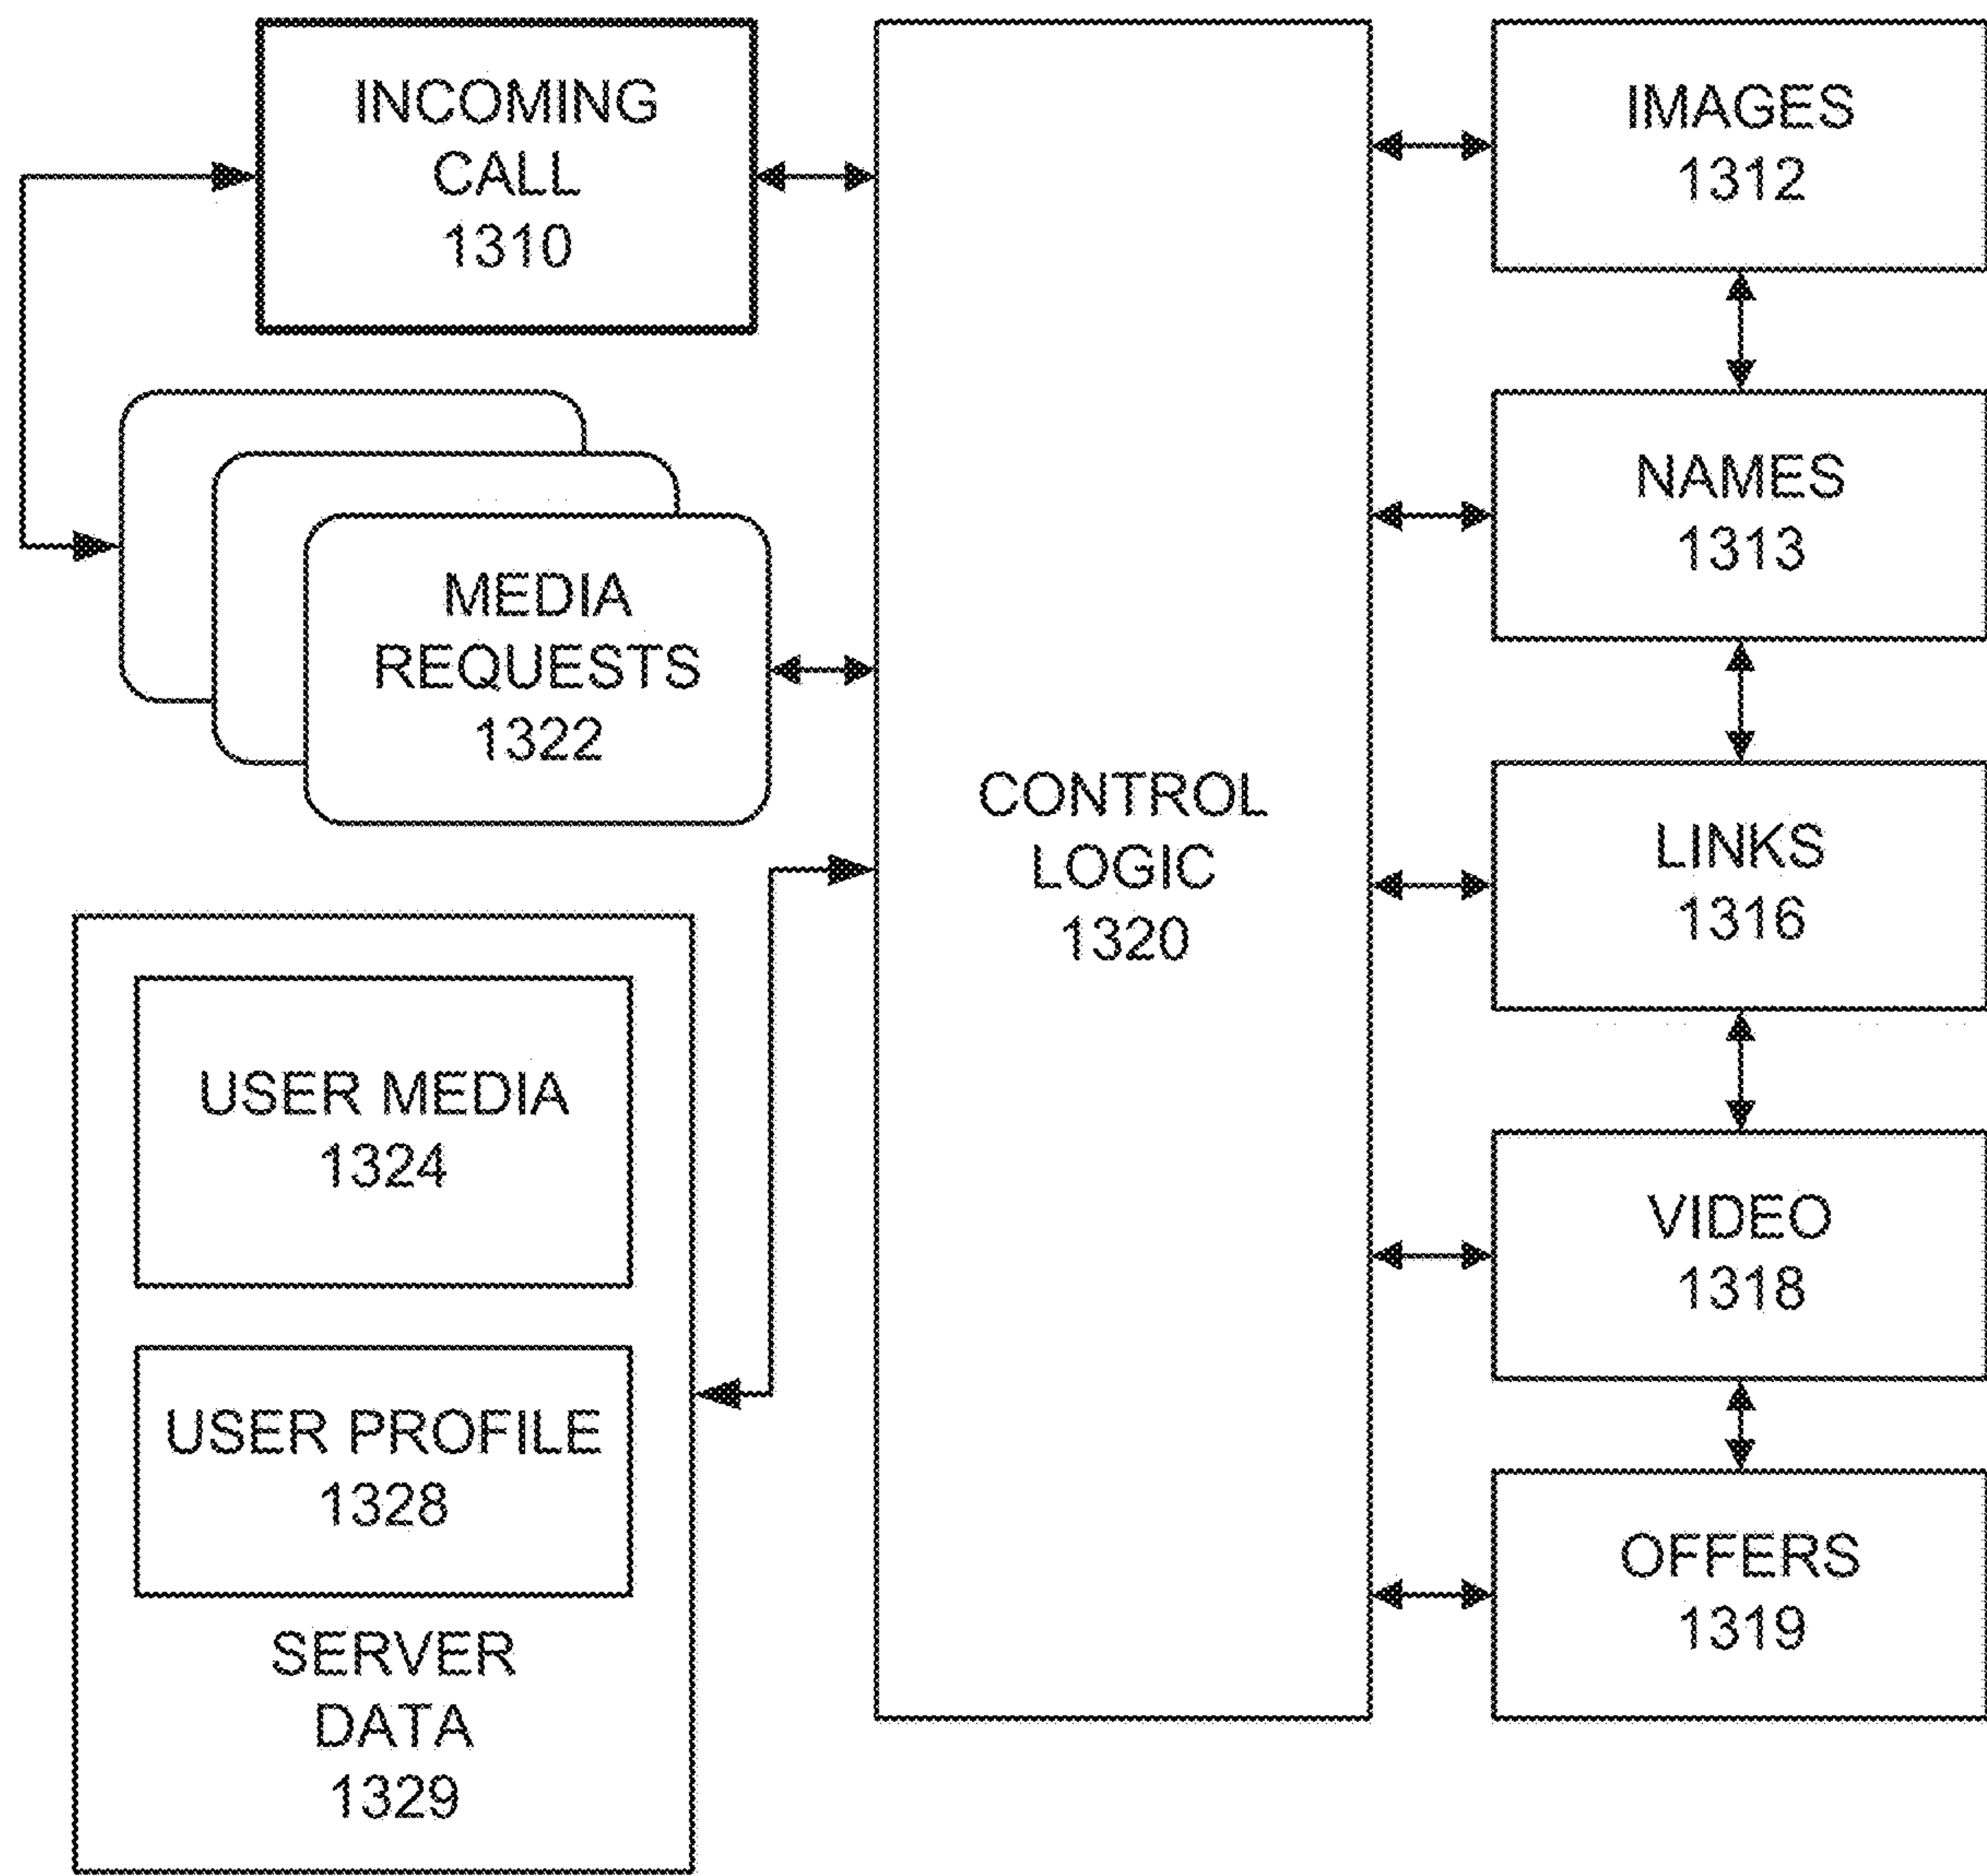 INCOMING
CALL
1310
MEDIA
REQUESTS
1322
USER MEDIA
1324
USER PROFILE
1328
SERVER
DATA
1329
CONTROL
LOGIC
1320
IMAGES
1312
NAMES
1313
LINKS
1316
VIDEO
1318
OFFERS
1319